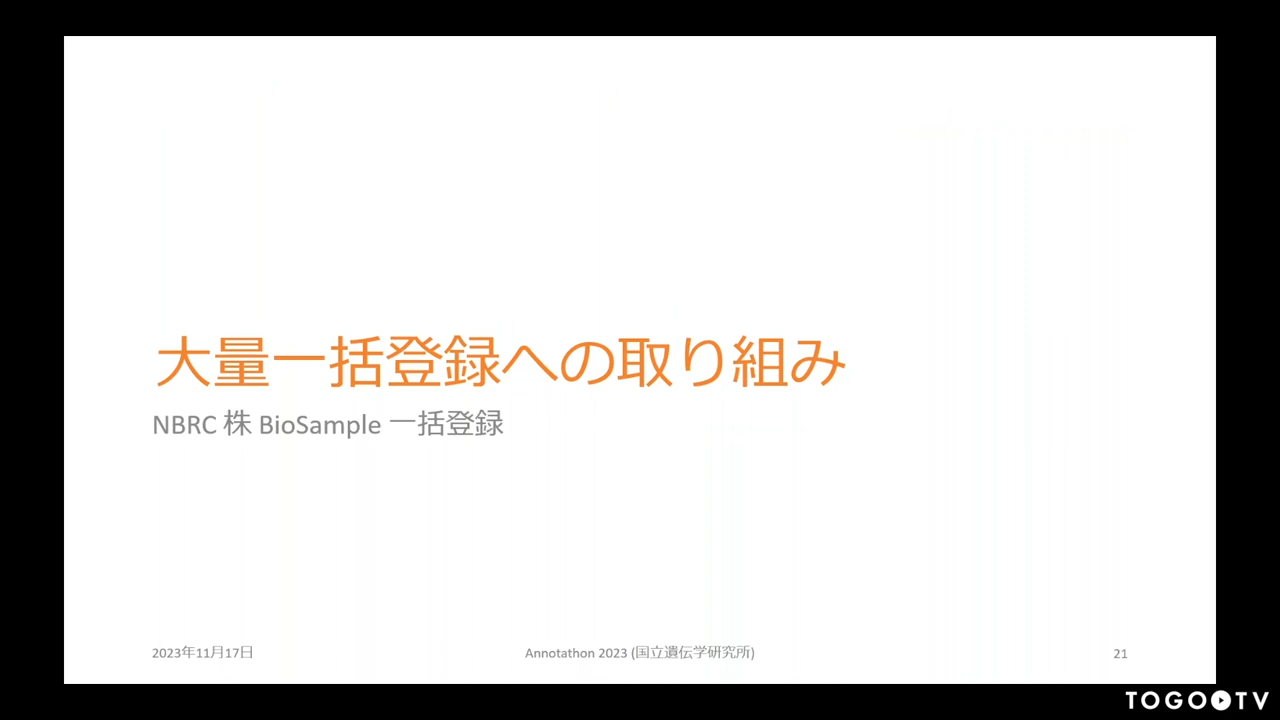 大量一括登録への取り組み
NBRC 株 BioSample 一括登録
2023年11月17日
Annotathon 2023 (国立遺伝学研究所)
21
TOGO TV